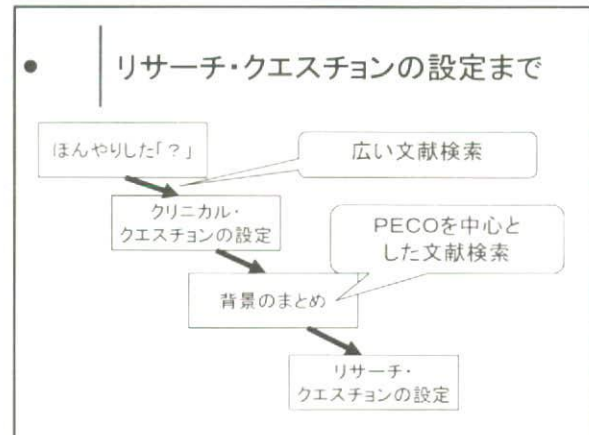 リサーチ・クエスチョンの設定まで
ほんやりした「？」
広い文献検索
クリニカル・
クエスチョンの設定
PECOを中心と
した文献検索
背景のまとめ
リサーチ・
クエスチョンの設定